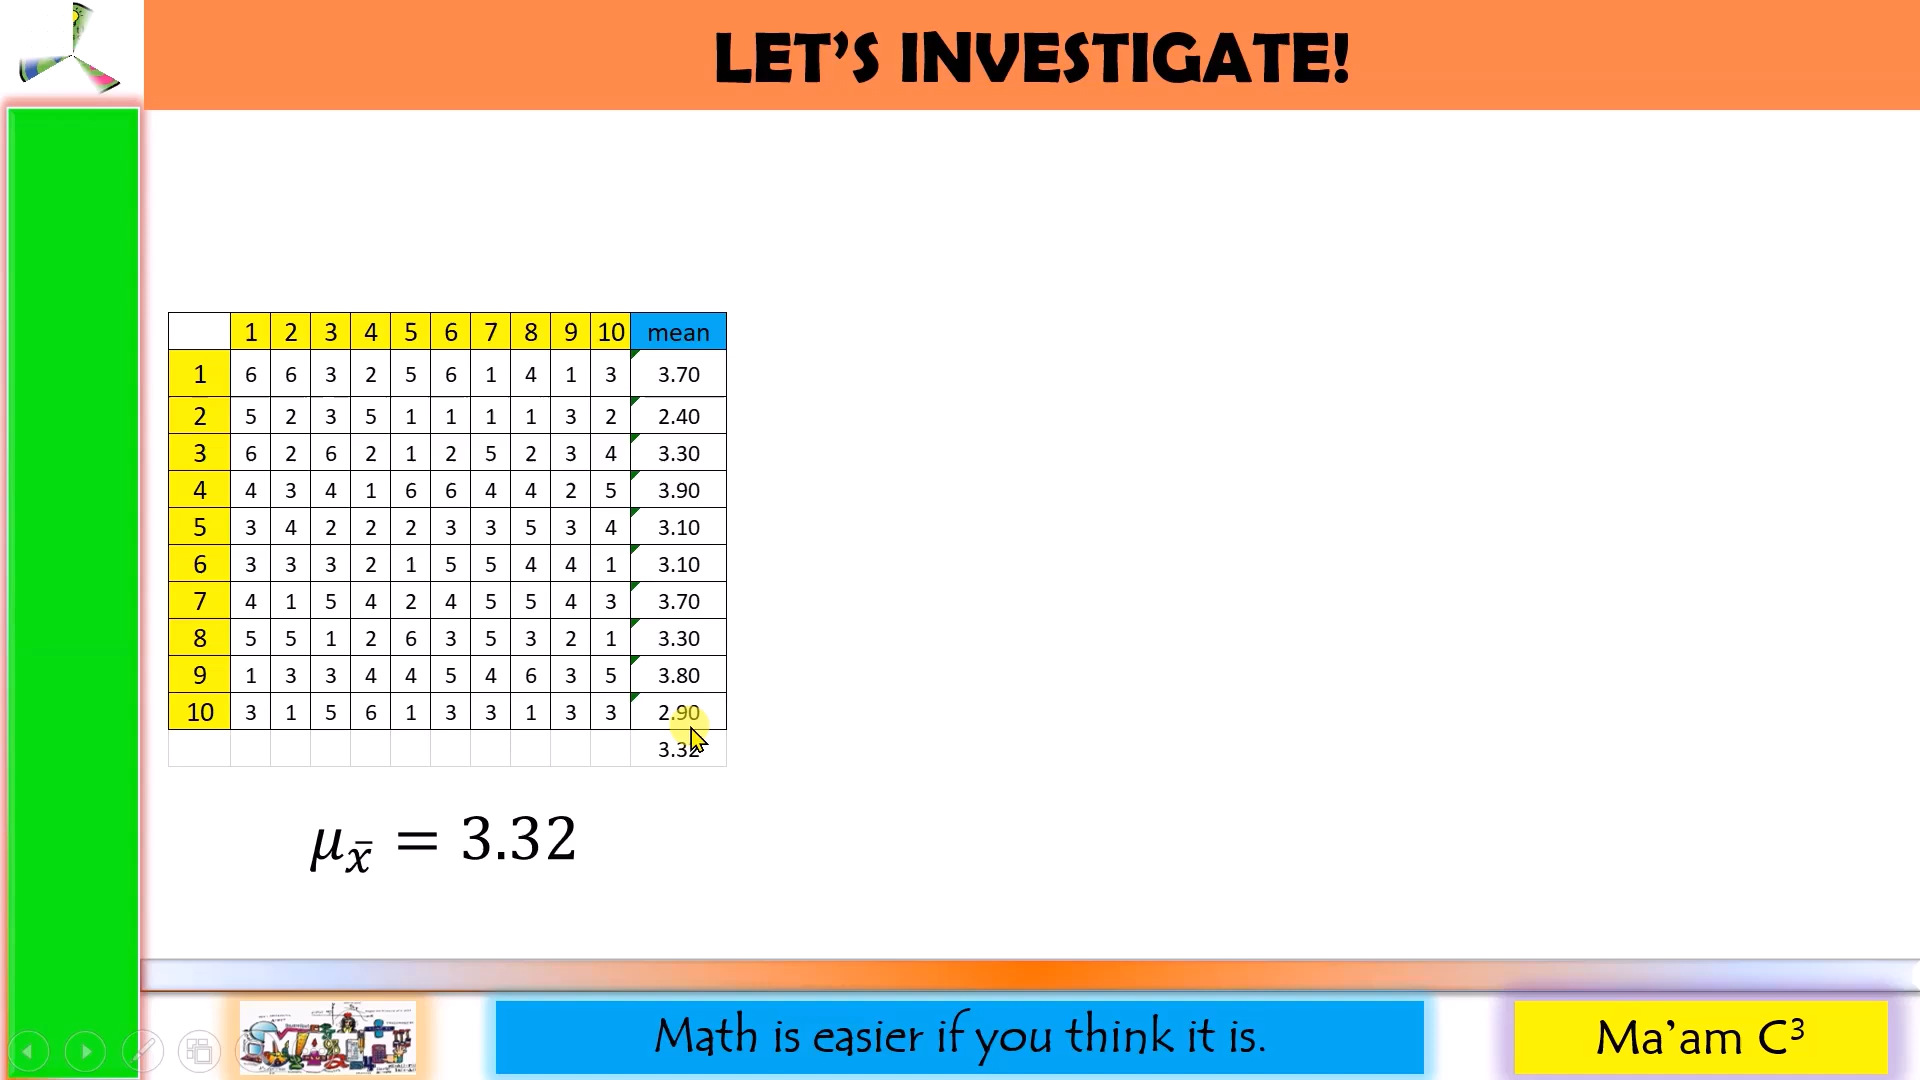 LET'S INVESTIGATE!
1 2 3 4 5 6 7 8 9 10 mean
1 6 6 3 2 5 6 1 4 1 3 3.70
2 5 2 3 5 1 1 1 1 3 2 2.40
3 6 2 6 2 1 2 5 2 3 4 3.30
4 4 3 4 1 6 6 4 4 2 5 3.90
5 3 4 2 2 2 3 3 5 3 4 3.10
6 3 3 3 2 1 5 5 4 4 1 3.10
7 4 1 5 4 2 4 5 5 4 3 3.70
8 5 5 1 2 6 3 5 3 2 1 3.30
9 1 3 3 4 4 5 4 6 3 5 3.80
10 3 1 5 6 1 3 3 1 3 3 2.90
3.32
μx̄ = 3.32
MATH
Math is easier if you think it is.
Ma'am C³